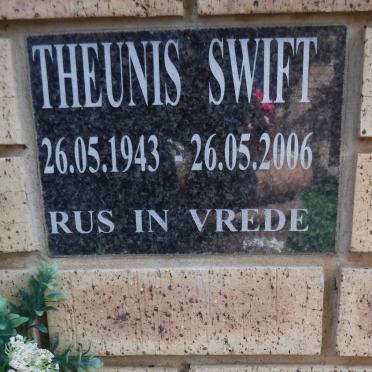 THEUNIS SWIFT
26.05.1943 - 26.05.2006
RUS IN VREDE